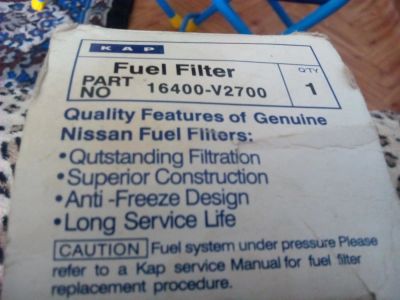 KAP
Fuel Filter QTY
PART NO 16400-V2700 1
Quality Features of Genuine
Nissan Fuel Fliters:
•Qutstanding Filtration
•Superior Construction
•Anti -Freeze Design
•Long Service Life
CAUTION Fuel system under pressure Please
refer to a Kap service Manual for fuel filter
replacement procedure.